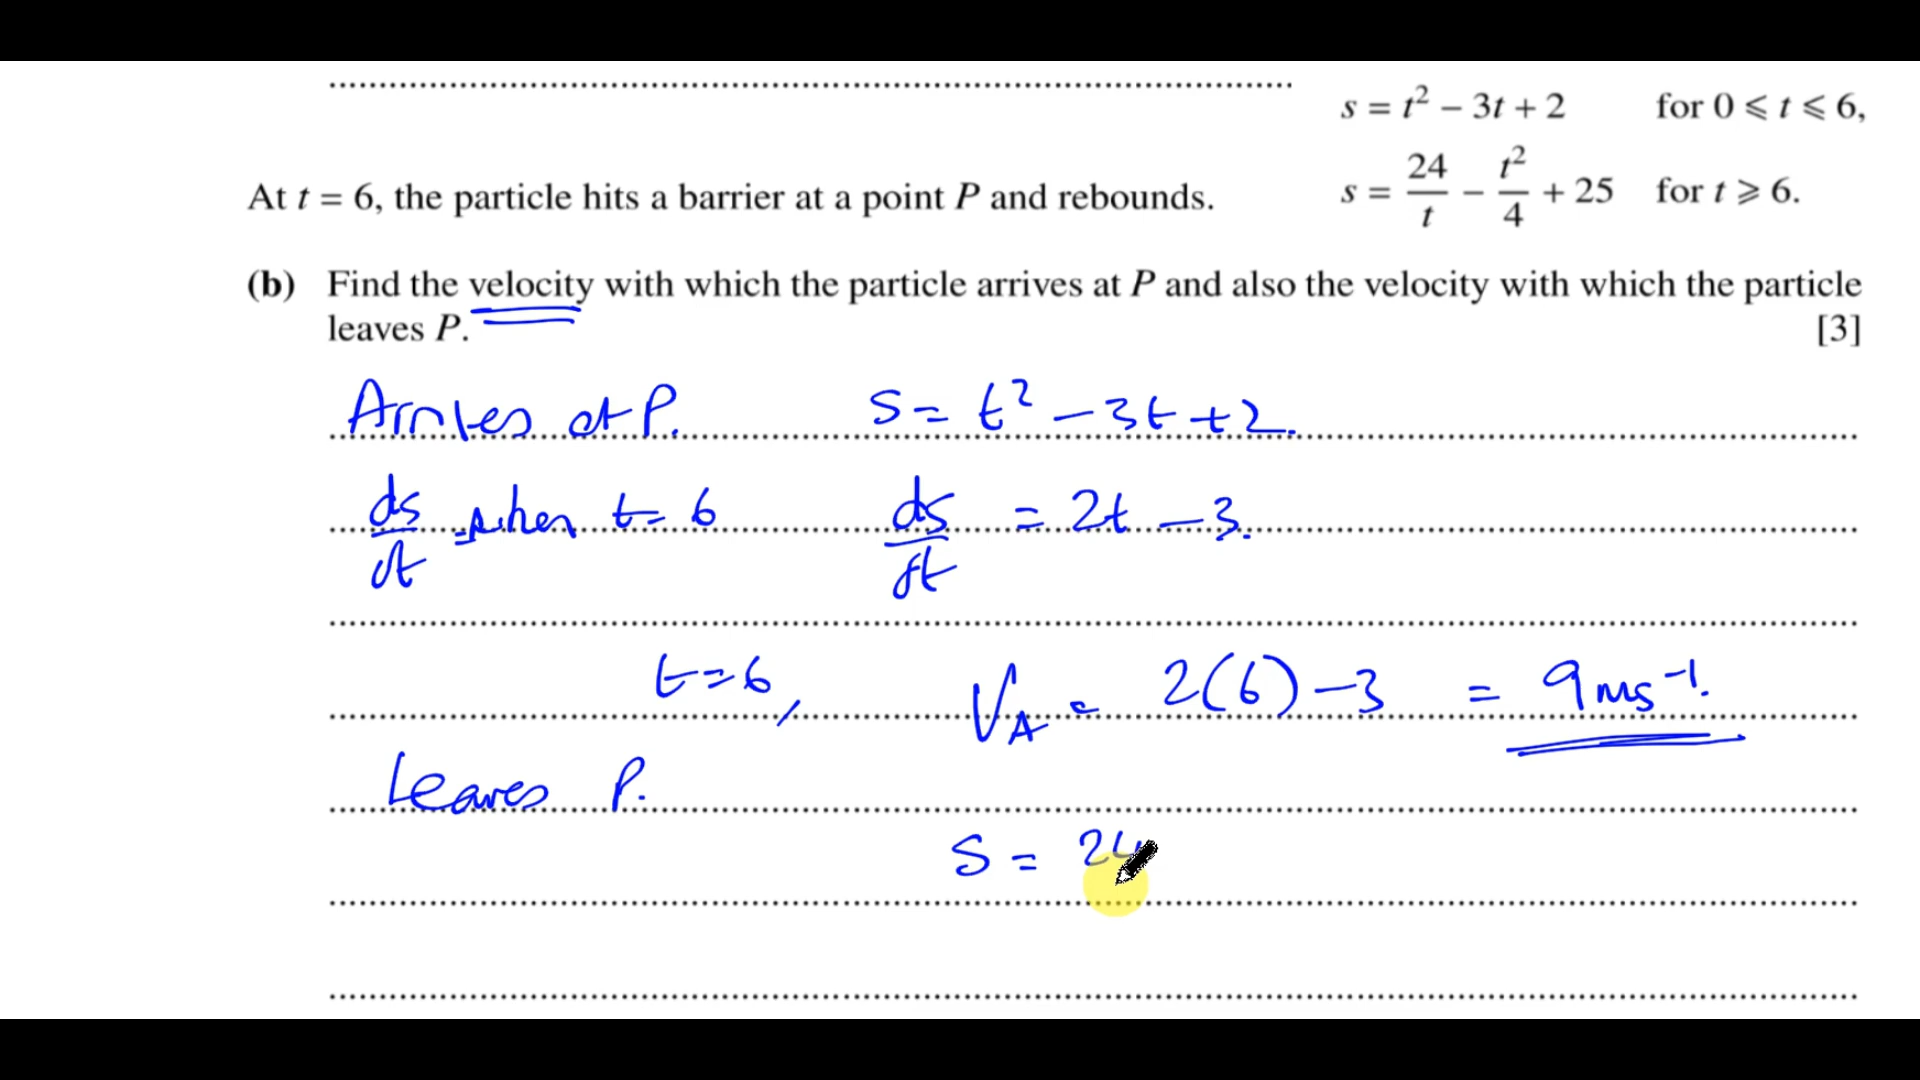 s = t² − 3t + 2 for 0 ⩽ t ⩽ 6,
At t = 6, the particle hits a barrier at a point P and rebounds.
s = 24/t − t²/4 + 25 for t ⩾ 6.
(b) Find the velocity with which the particle arrives at P and also the velocity with which the particle
leaves P. [3]
Arrives at P. s = t² − 3t + 2.
ds/dt when t = 6 ds/dt = 2t − 3.
t = 6, V_A = 2(6) − 3 = 9 ms⁻¹.
Leaves P.
s = 24